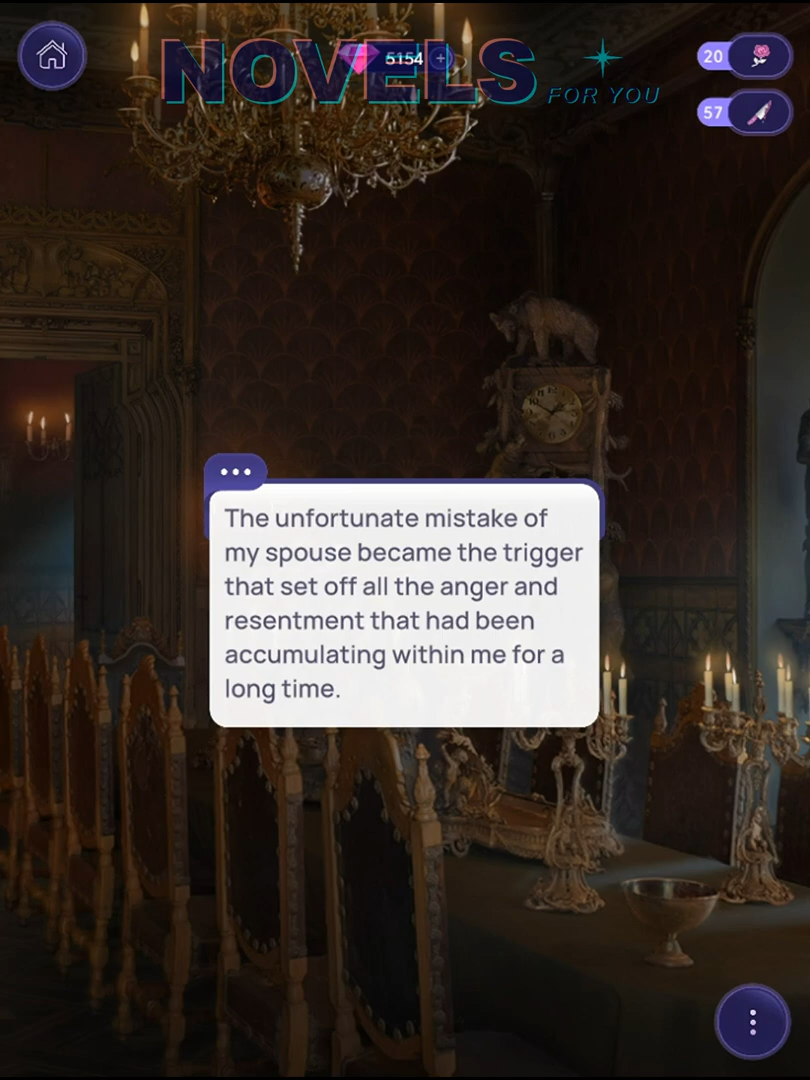 NOVELS
FOR YOU
5154 +
20
57
The unfortunate mistake of
my spouse became the trigger
that set off all the anger and
resentment that had been
accumulating within me for a
long time.